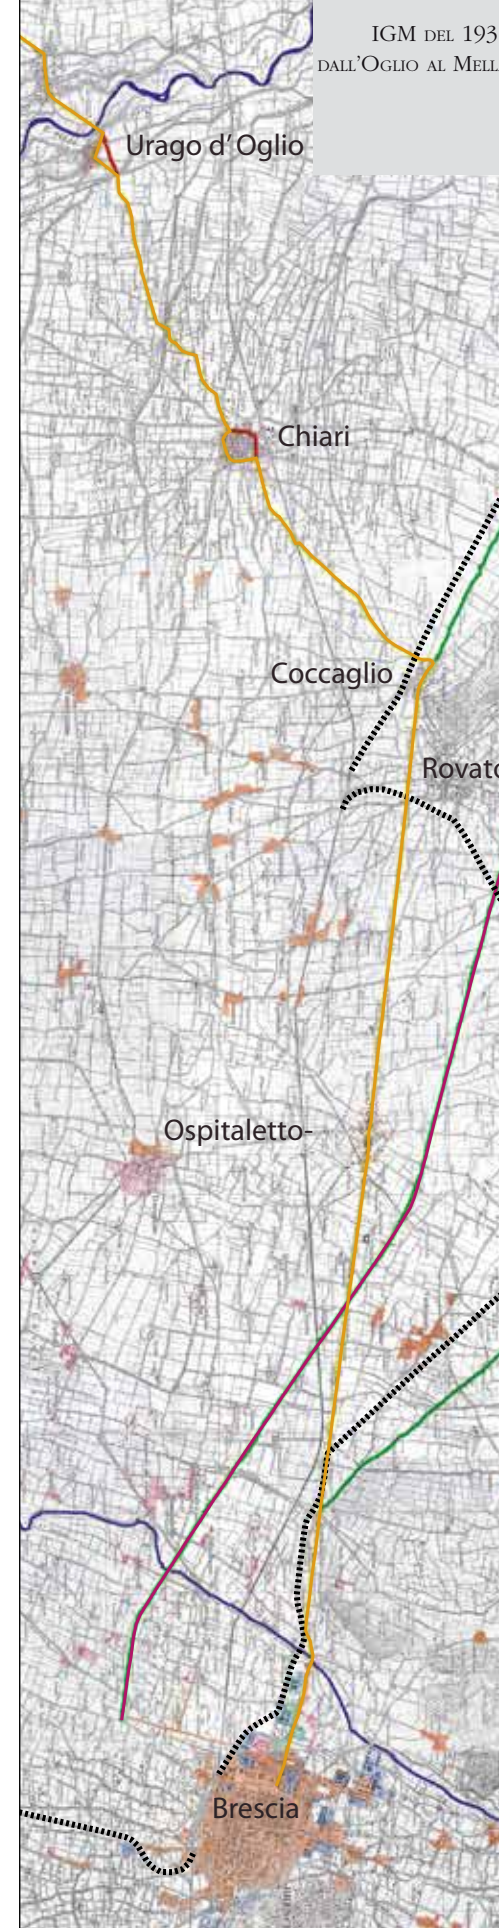 IGM DEL 193
DALL'OGLIO AL MELL
Urago d'Oglio
Chiari
Coccaglio
Rovato
Ospitaletto-
Brescia